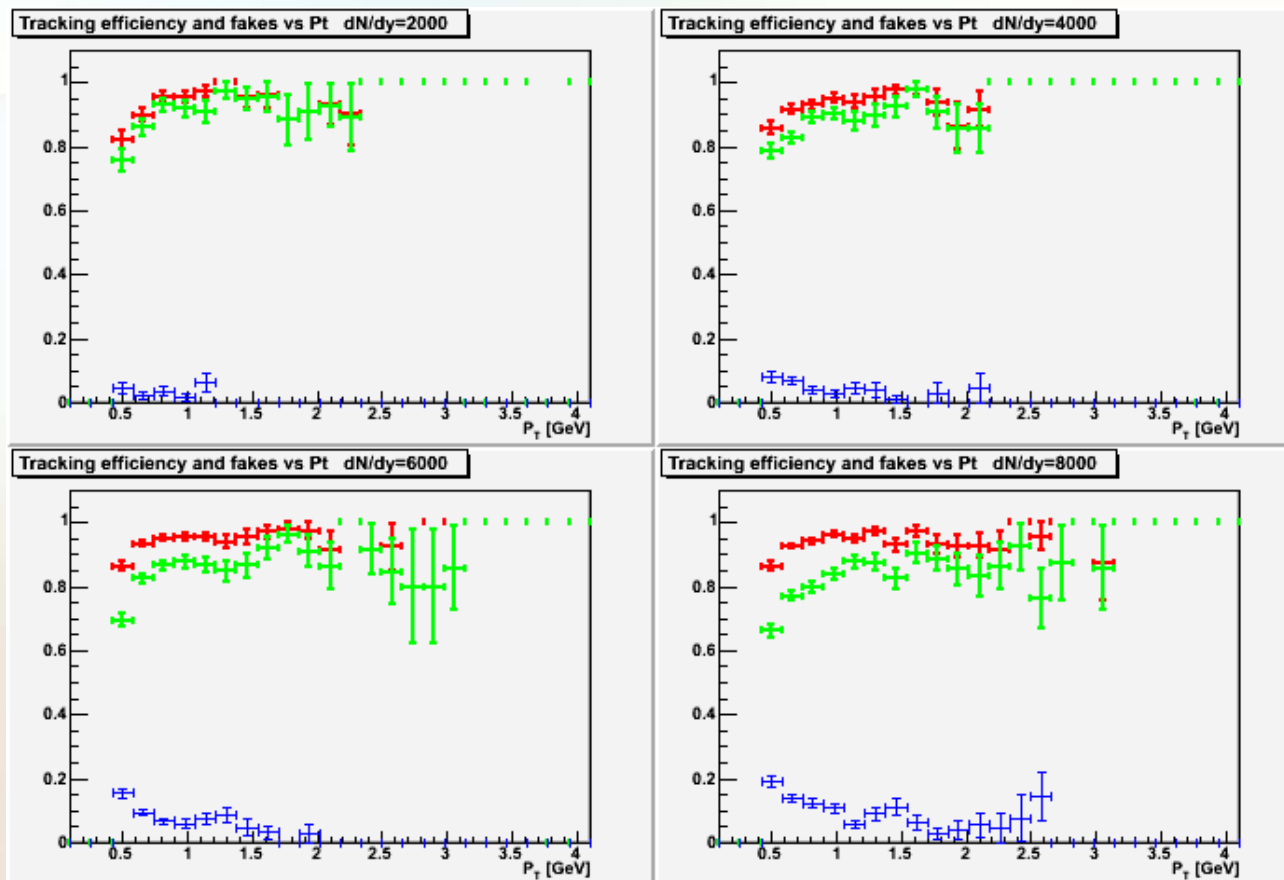 Tracking efficiency and fakes vs Pt dN/dy=2000
1
0.8
0.6
0.4
0.2
0
0.5 1 1.5 2 2.5 3 3.5 4
P_T [GeV]
Tracking efficiency and fakes vs Pt dN/dy=4000
1
0.8
0.6
0.4
0.2
0
0.5 1 1.5 2 2.5 3 3.5 4
P_T [GeV]
Tracking efficiency and fakes vs Pt dN/dy=6000
1
0.8
0.6
0.4
0.2
0
0.5 1 1.5 2 2.5 3 3.5 4
P_T [GeV]
Tracking efficiency and fakes vs Pt dN/dy=8000
1
0.8
0.6
0.4
0.2
0
0.5 1 1.5 2 2.5 3 3.5 4
P_T [GeV]